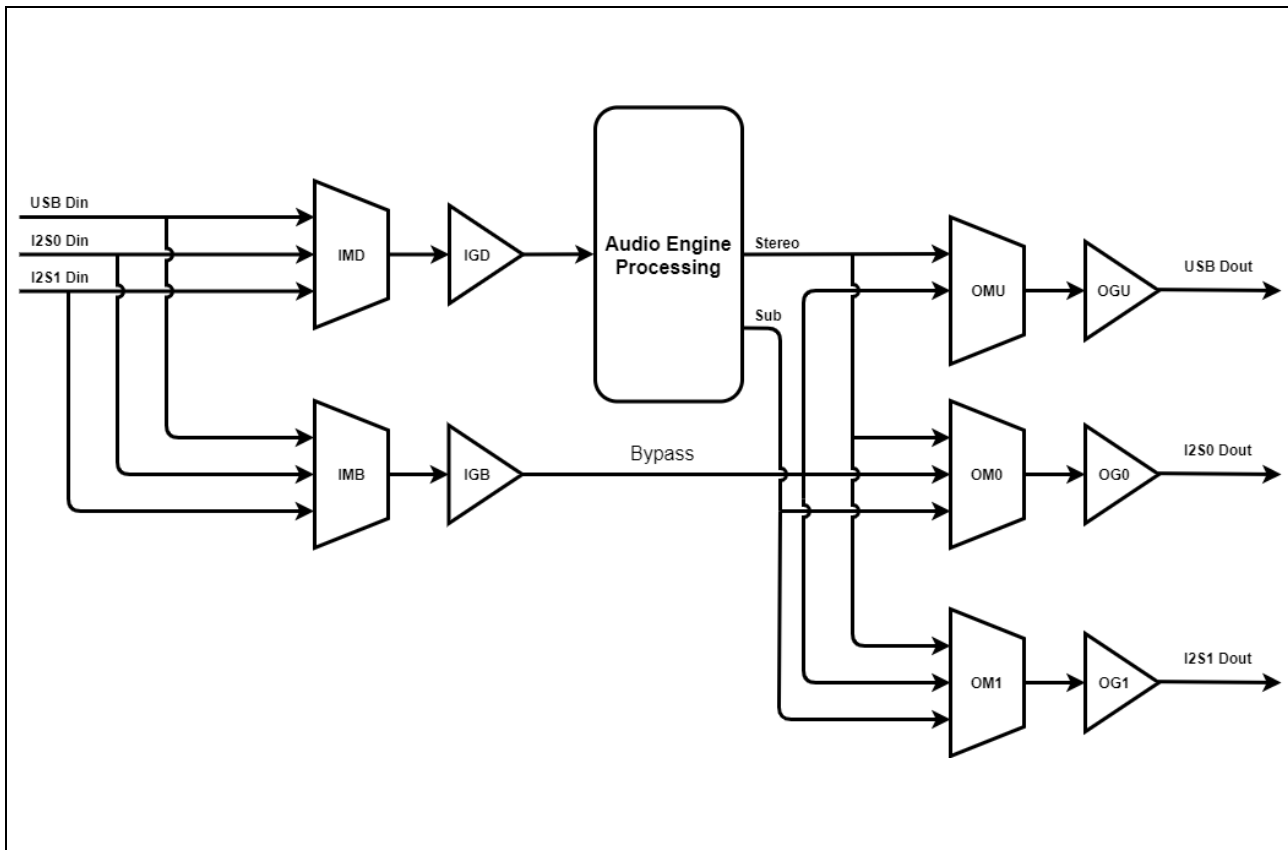 USB Din
I2S0 Din
I2S1 Din
IMD
IGD
Audio Engine
Processing
Stereo
Sub
OMU
OGU
USB Dout
IMB
IGB
Bypass
OM0
OG0
I2S0 Dout
OM1
OG1
I2S1 Dout